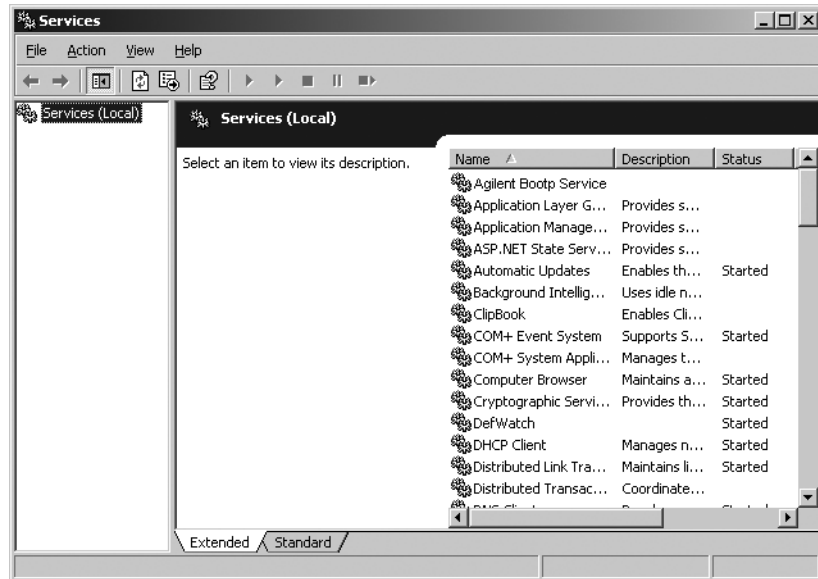 Services
File Action View Help
Services (Local)
Services (Local)
Select an item to view its description.
Name Description Status
Agilent Bootp Service
Application Layer G... Provides s...
Application Manage... Provides s...
ASP.NET State Serv... Provides s...
Automatic Updates Enables th... Started
Background Intellig... Uses idle n...
ClipBook Enables Cli...
COM+ Event System Supports S... Started
COM+ System Appli... Manages t...
Computer Browser Maintains a... Started
Cryptographic Servi... Provides th... Started
DefWatch Started
DHCP Client Manages n... Started
Distributed Link Tra... Maintains li... Started
Distributed Transac... Coordinate...
Extended Standard